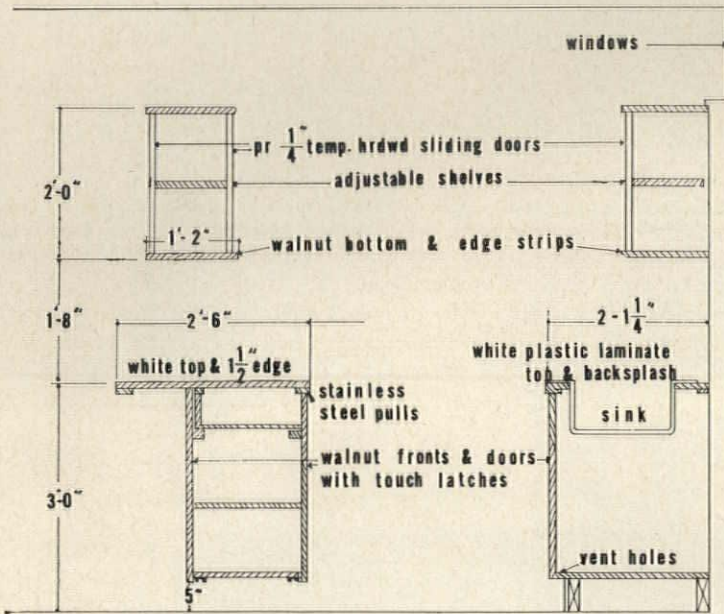 windows
pr 1/4" temp. hrdwd sliding doors
adjustable shelves
2'-0"
1'-2"
walnut bottom & edge strips
1'-8"
2'-6"
2-1 1/4"
white top & 1 1/2" edge
white plastic laminate
top & backsplash
stainless
steel pulls
sink
walnut fronts & doors
with touch latches
3'-0"
vent holes
5"